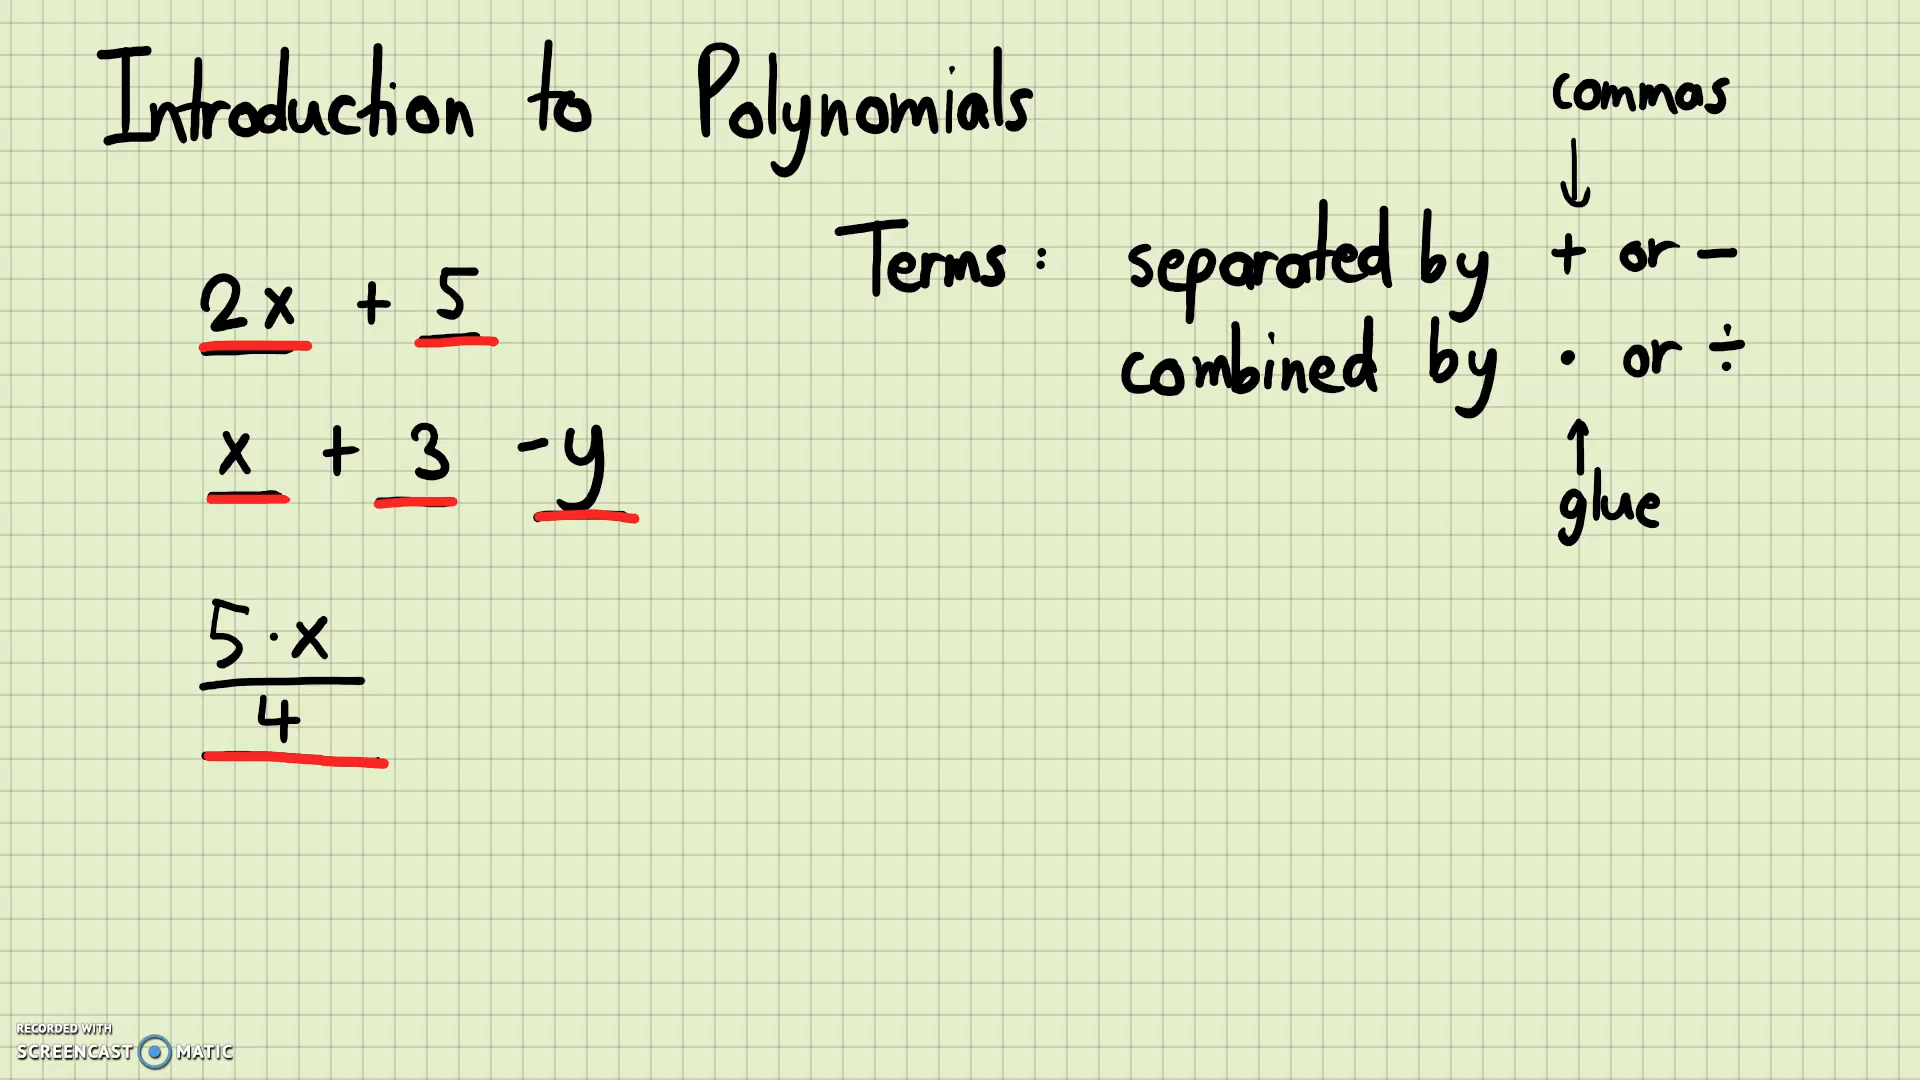 Introduction to Polynomials
commas
↓
Terms: separated by + or −
combined by · or ÷
↑
glue
2x + 5
x + 3 - y
5·x
4
RECORDED WITH
SCREENCAST MATIC